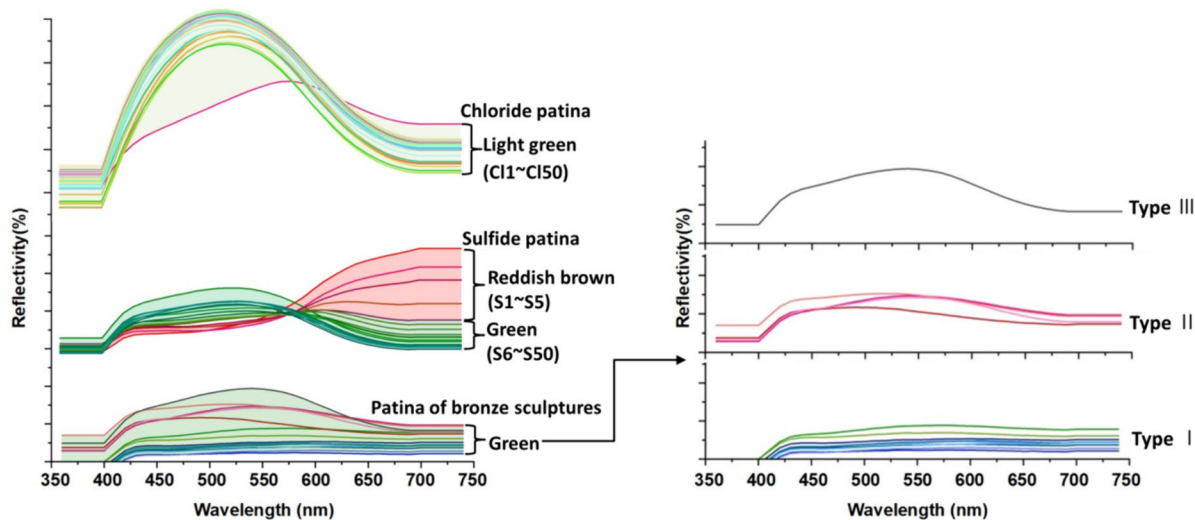 Reflectivity(%)
Chloride patina
Light green
(Cl1~Cl50)
Sulfide patina
Reddish brown
(S1~S5)
Green
(S6~S50)
Patina of bronze sculptures
Green
350 400 450 500 550 600 650 700 750
Wavelength (nm)
Reflectivity(%)
Type III
Type II
Type I
350 400 450 500 550 600 650 700 750
Wavelength (nm)